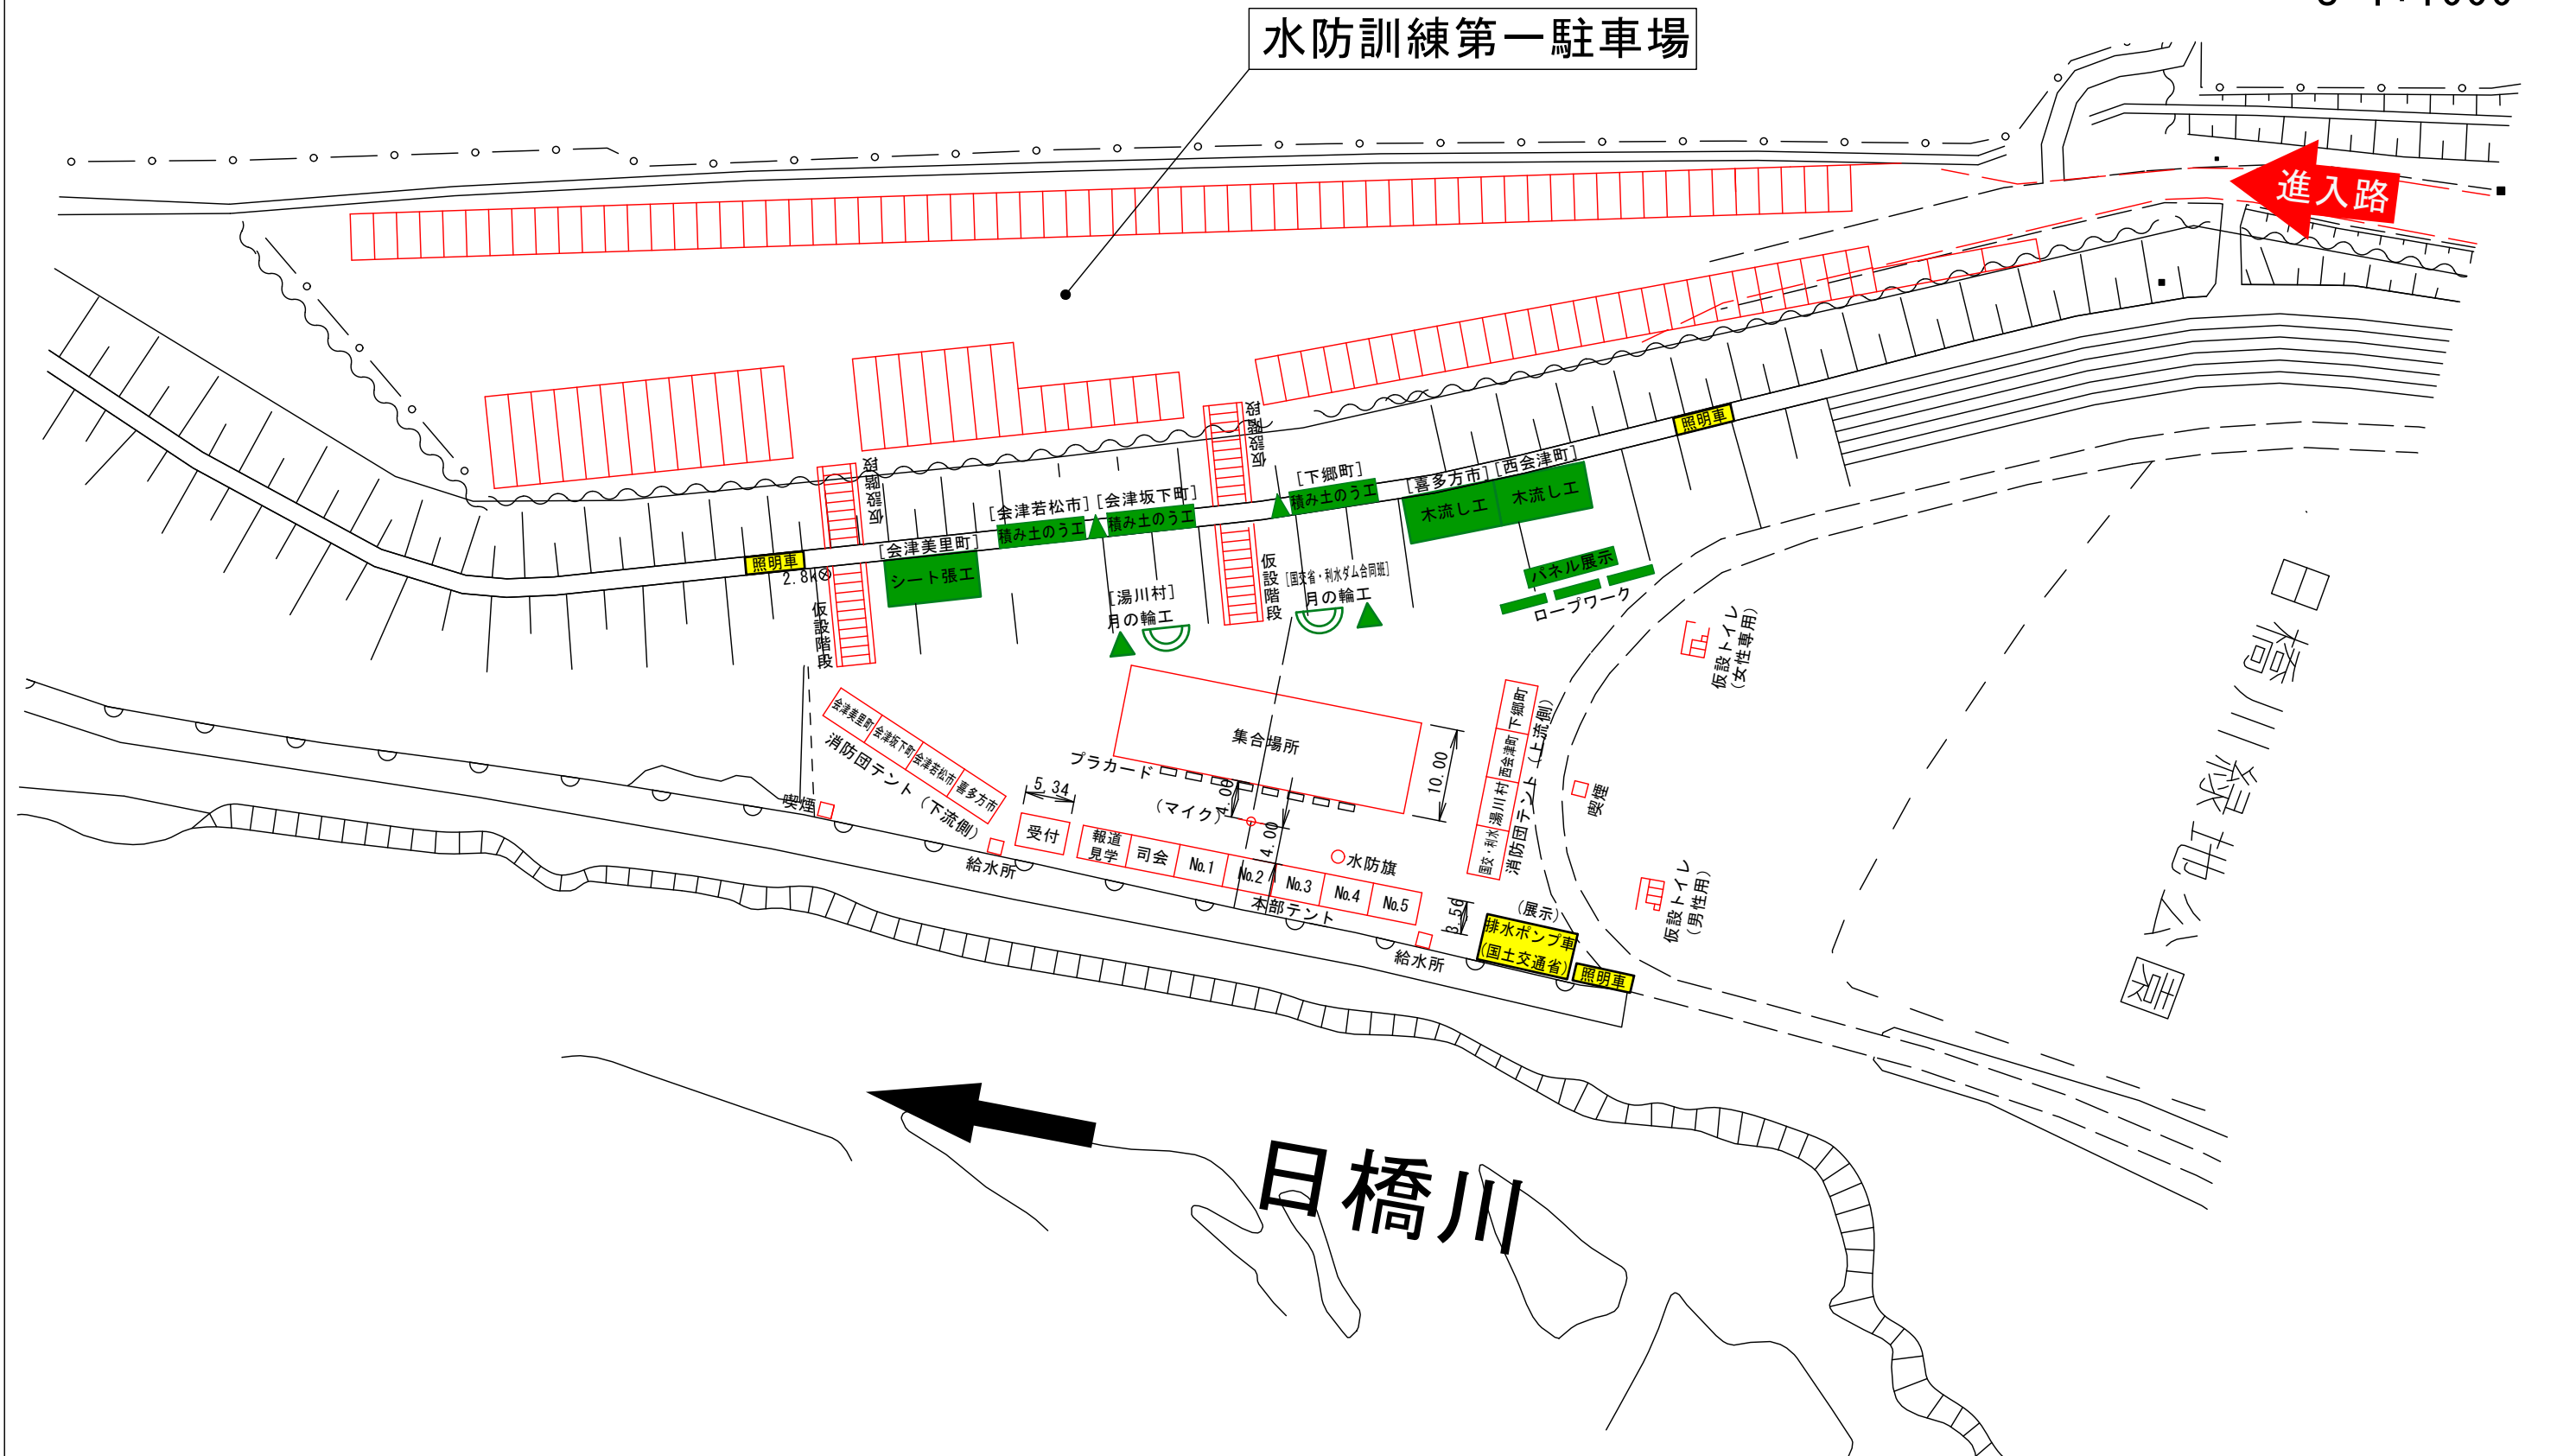 水防訓練第一駐車場
進入路
仮設階段
仮設階段
照明車
[下郷町]
積み土のう工
[喜多方市]
木流し工
[西会津町]
木流し工
[会津若松市]
積み土のう工
[会津坂下町]
積み土のう工
[会津美里町]
シート張工
照明車
2.8K
仮設階段
仮設階段
[湯川村]
月の輪工
[国交省・利水ダム合同班]
月の輪工
パネル展示
ロープワーク
仮設トイレ
(女性専用)
日橋川緑地公園
会津美里町
会津坂下町
会津若松市
喜多方市
消防団テント(下流側)
集合場所
プラカード
(マイク)
4.00
4.00
10.00
5.34
下郷町
西会津町
湯川村
国交・利水
消防団テント(上流側)
喫煙
喫煙
給水所
受付
報道
見学
司会
No.1
No.2
No.3
No.4
No.5
本部テント
水防旗
給水所
3.56
(展示)
排水ポンプ車
(国土交通省)
照明車
仮設トイレ
(男性用)
日橋川